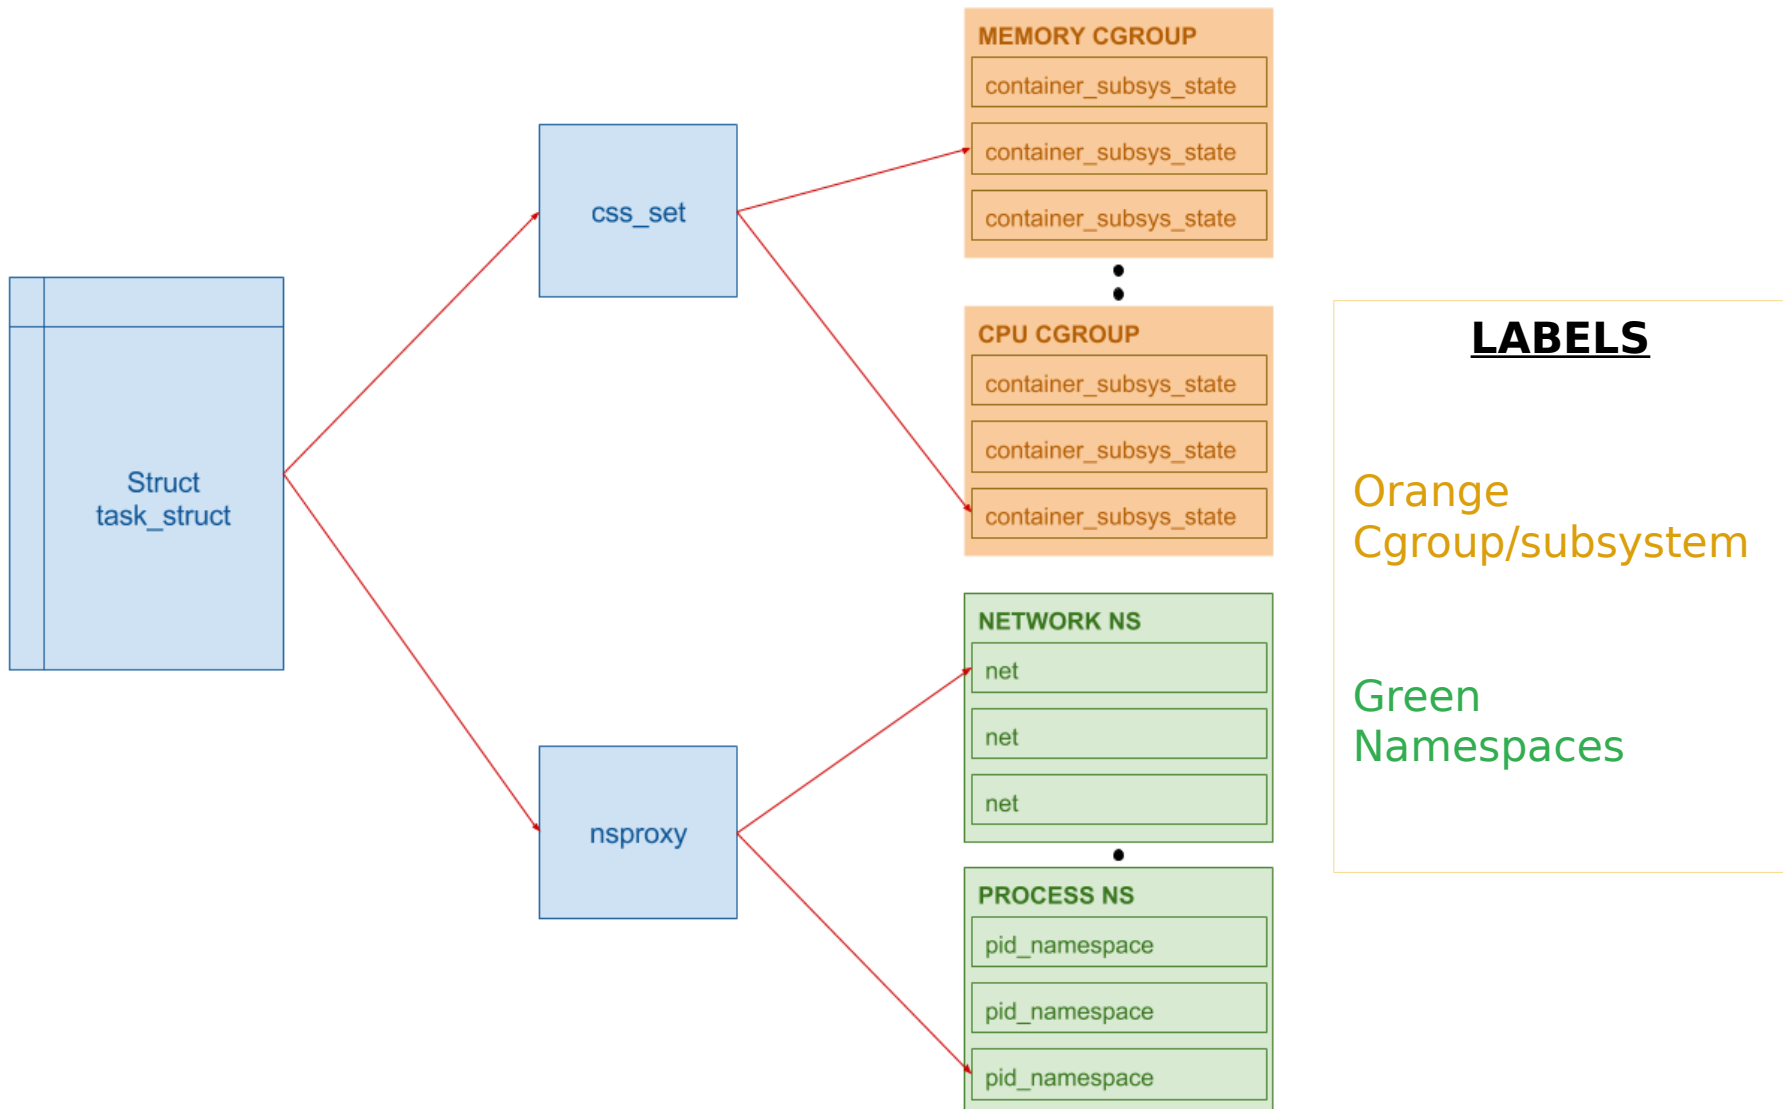 Struct
task_struct
css_set
nsproxy
MEMORY CGROUP
container_subsys_state
container_subsys_state
container_subsys_state
CPU CGROUP
container_subsys_state
container_subsys_state
container_subsys_state
NETWORK NS
net
net
net
PROCESS NS
pid_namespace
pid_namespace
pid_namespace
LABELS
Orange
Cgroup/subsystem
Green
Namespaces